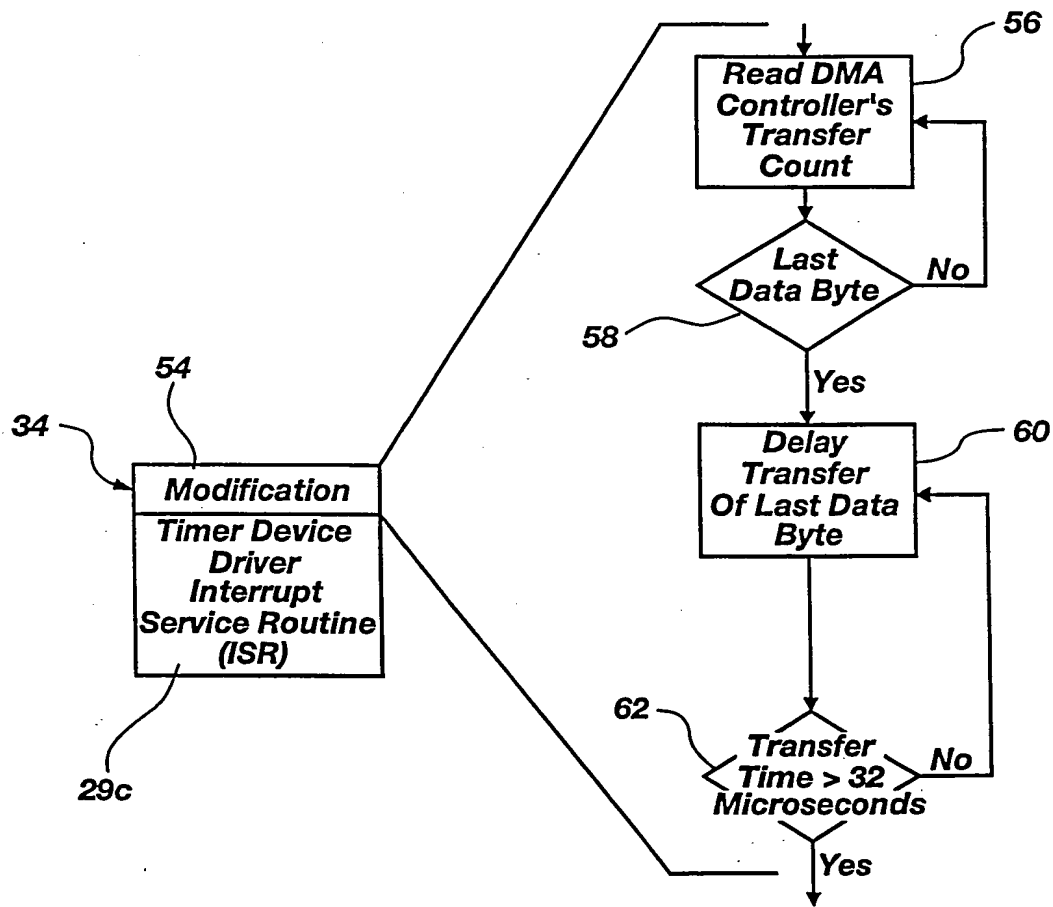 56
Read DMA
Controller's
Transfer
Count
Last
Data Byte
No
58
Yes
54
34
Modification
Timer Device
Driver
Interrupt
Service Routine
(ISR)
29c
60
Delay
Transfer
Of Last Data
Byte
62
Transfer
Time > 32
Microseconds
No
Yes